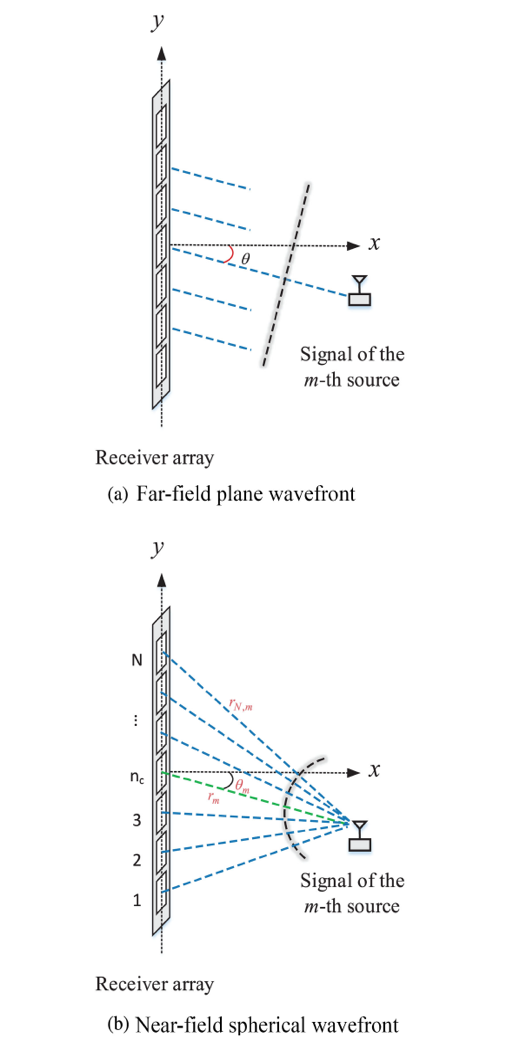 y
x
θ
Signal of the
m-th source
Receiver array
(a) Far-field plane wavefront
y
N
r_{N,m}
⋮
n_c
x
θ_m
r_m
3
2
1
Signal of the
m-th source
Receiver array
(b) Near-field spherical wavefront